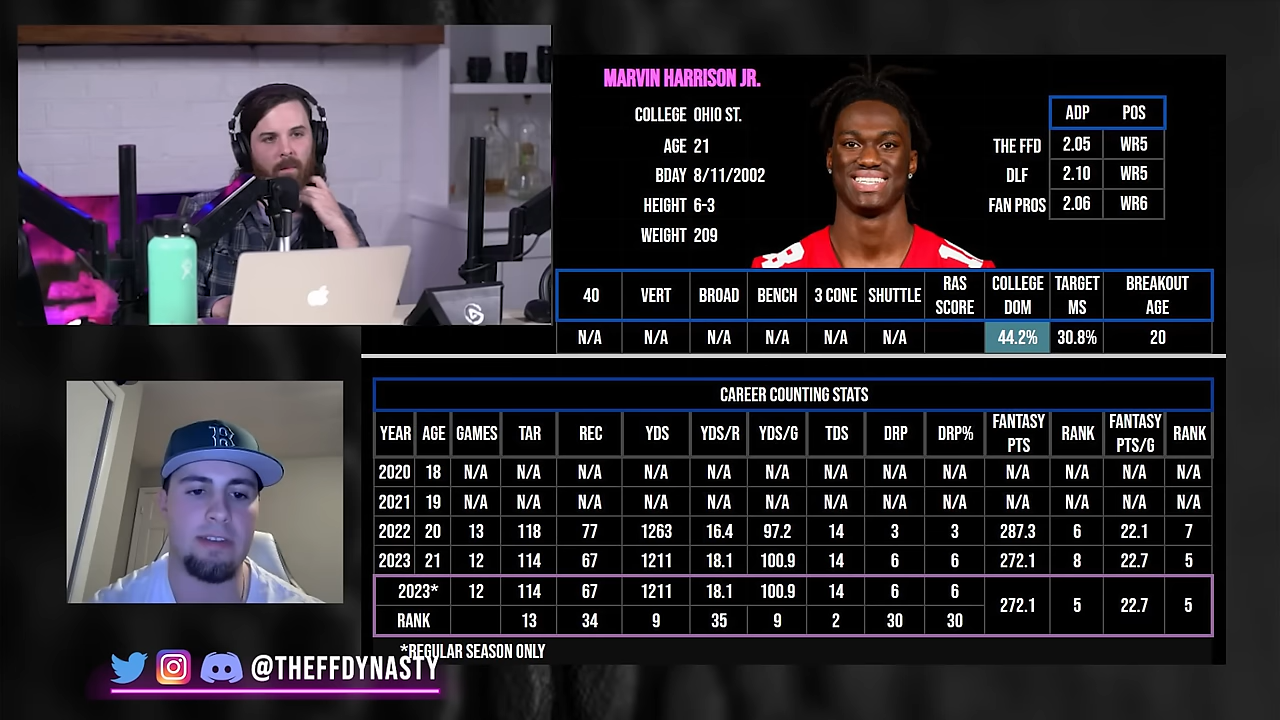 MARVIN HARRISON JR.
COLLEGE OHIO ST.
AGE 21
BDAY 8/11/2002
HEIGHT 6-3
WEIGHT 209
ADP POS
THE FFD 2.05 WR5
DLF 2.10 WR5
FAN PROS 2.06 WR6
40 VERT BROAD BENCH 3 CONE SHUTTLE RAS SCORE COLLEGE DOM TARGET MS BREAKOUT AGE
N/A N/A N/A N/A N/A N/A 44.2% 30.8% 20
CAREER COUNTING STATS
YEAR AGE GAMES TAR REC YDS YDS/R YDS/G TDS DRP DRP% FANTASY PTS RANK FANTASY PTS/G RANK
2020 18 N/A N/A N/A N/A N/A N/A N/A N/A N/A N/A N/A N/A N/A
2021 19 N/A N/A N/A N/A N/A N/A N/A N/A N/A N/A N/A N/A N/A
2022 20 13 118 77 1263 16.4 97.2 14 3 3 287.3 6 22.1 7
2023 21 12 114 67 1211 18.1 100.9 14 6 6 272.1 8 22.7 5
2023* 12 114 67 1211 18.1 100.9 14 6 6 272.1 5 22.7 5
RANK 13 34 9 35 9 2 30 30
*REGULAR SEASON ONLY
@THEFFDYNASTY
B